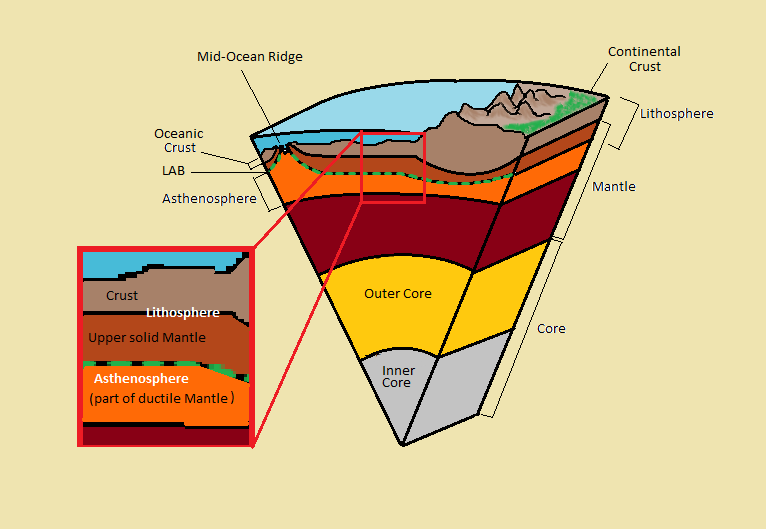 Mid-Ocean Ridge
Continental
Crust
Lithosphere
Oceanic
Crust
LAB
Asthenosphere
Mantle
Crust
Lithosphere
Upper solid Mantle
Asthenosphere
(part of ductile Mantle)
Outer Core
Core
Inner
Core